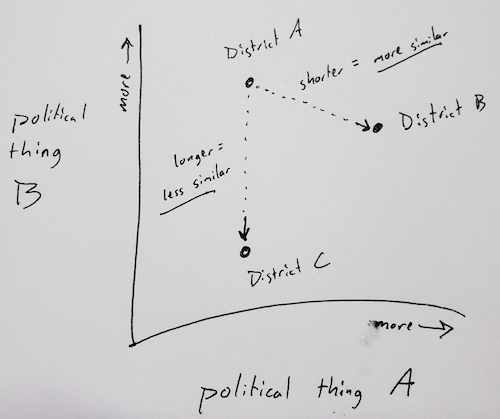 District A
more →
shorter = more similar
District B
political
thing
B
longer =
less similar
District C
more →
political thing A